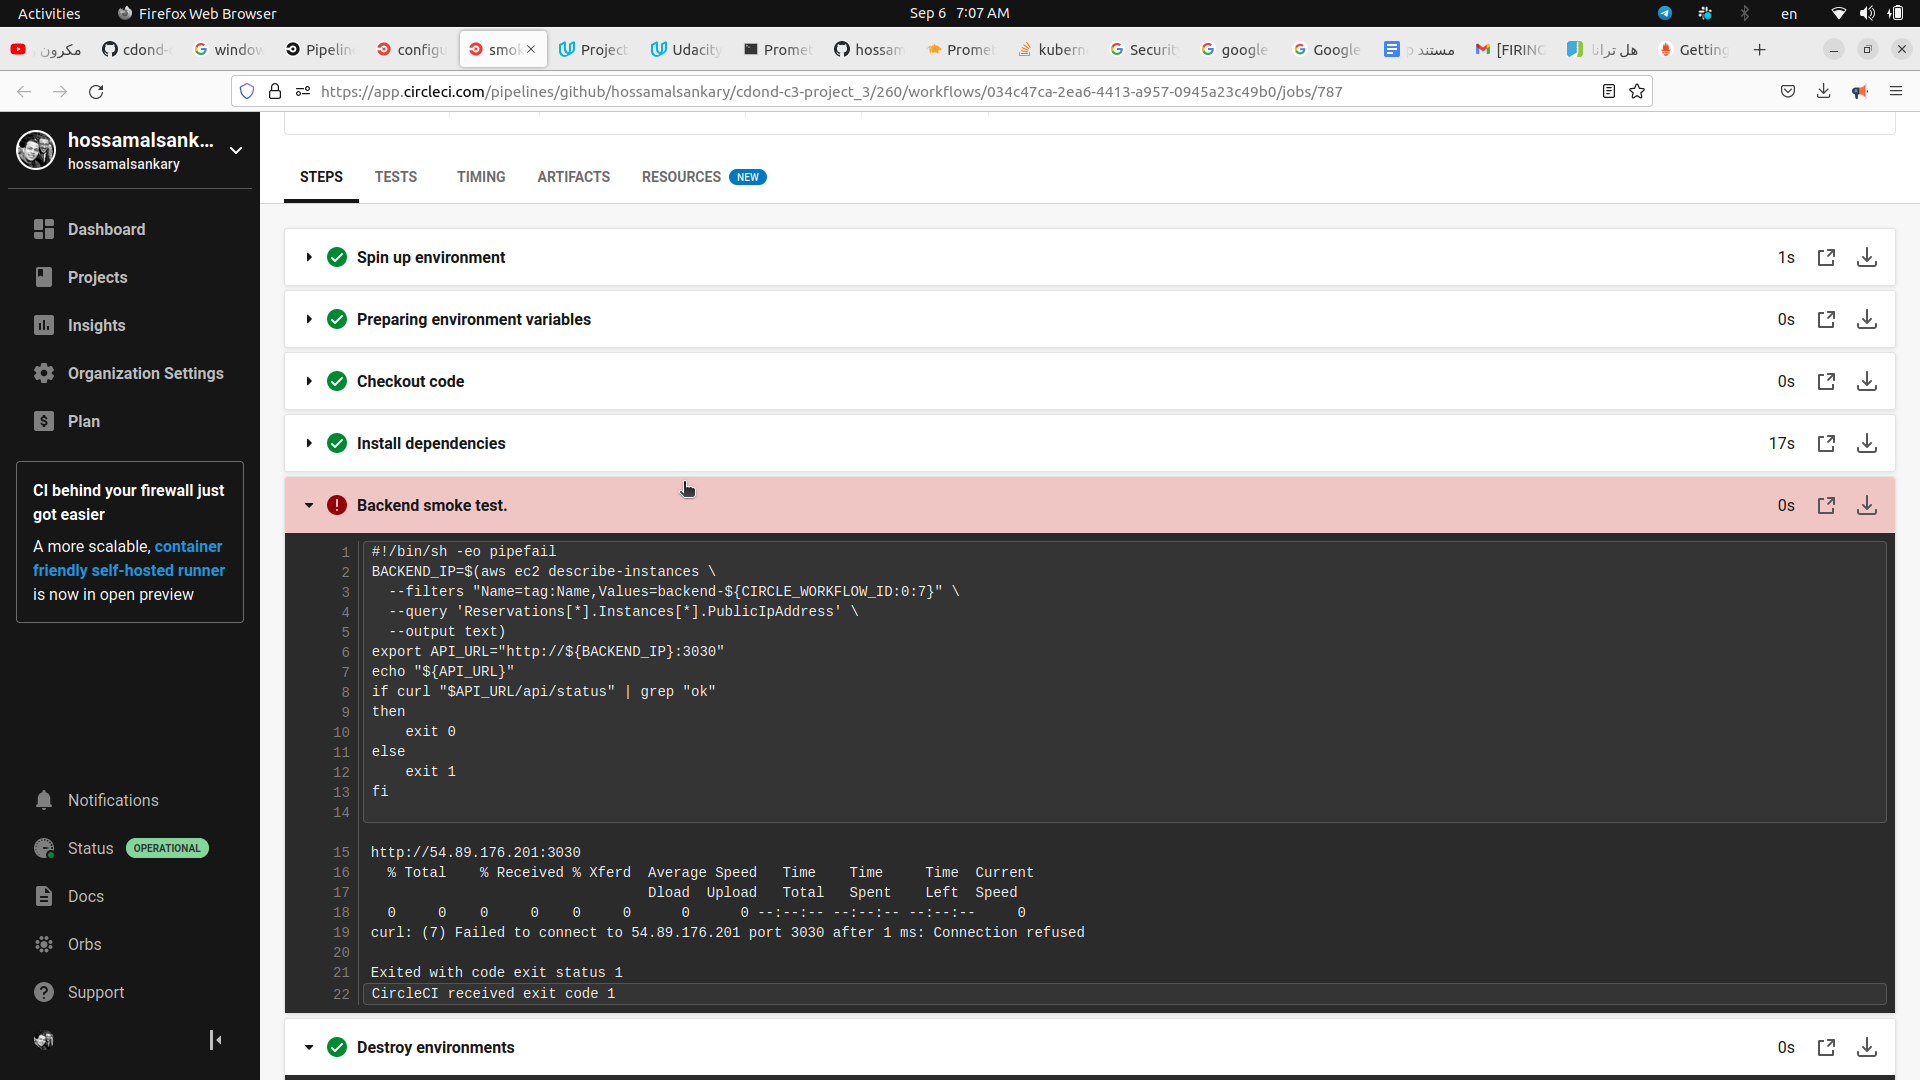 Activities
Firefox Web Browser
Sep 6 7:07 AM
en
مكرون
cdond-
window
Pipelin
configu
smok
Project
Udacity
Promet
hossam
Promet
kubern
Securit
google
Google
مستند p
[FIRING
هل ترانا
Getting
https://app.circleci.com/pipelines/github/hossamalsankary/cdond-c3-project_3/260/workflows/034c47ca-2ea6-4413-a957-0945a23c49b0/jobs/787
hossamalsank...
hossamalsankary
Dashboard
Projects
Insights
Organization Settings
Plan
CI behind your firewall just
got easier
A more scalable, container
friendly self-hosted runner
is now in open preview
Notifications
Status OPERATIONAL
Docs
Orbs
Support
STEPS TESTS TIMING ARTIFACTS RESOURCES NEW
Spin up environment 1s
Preparing environment variables 0s
Checkout code 0s
Install dependencies 17s
Backend smoke test. 0s
1 #!/bin/sh -eo pipefail
2 BACKEND_IP=$(aws ec2 describe-instances \
3   --filters "Name=tag:Name,Values=backend-${CIRCLE_WORKFLOW_ID:0:7}" \
4   --query 'Reservations[*].Instances[*].PublicIpAddress' \
5   --output text)
6 export API_URL="http://${BACKEND_IP}:3030"
7 echo "${API_URL}"
8 if curl "$API_URL/api/status" | grep "ok"
9 then
10     exit 0
11 else
12     exit 1
13 fi
14
15 http://54.89.176.201:3030
16   % Total    % Received % Xferd  Average Speed   Time    Time     Time  Current
17                                  Dload  Upload   Total   Spent    Left  Speed
18   0     0    0     0    0     0      0      0 --:--:-- --:--:-- --:--:--     0
19 curl: (7) Failed to connect to 54.89.176.201 port 3030 after 1 ms: Connection refused
20
21 Exited with code exit status 1
22 CircleCI received exit code 1
Destroy environments 0s